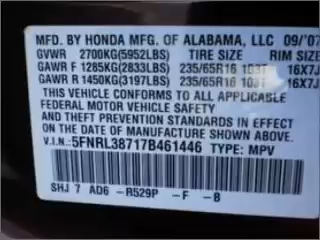 MFD. BY HONDA MFG. OF ALABAMA, LLC 09/'07
GVWR 2700KG(5952LBS) TIRE SIZE RIM SIZE
GAWR F 1285KG(2833LBS) 235/65R16 103T 16X7J
GAWR R 1450KG(3197LBS) 235/65R16 103T 16X7J
THIS VEHICLE CONFORMS TO ALL APPLICABLE
FEDERAL MOTOR VEHICLE SAFETY, BUMPER,
AND THEFT PREVENTION STANDARDS IN EFFECT
ON THE DATE OF MANUFACTURE SHOWN ABOVE.
V.I.N:5FNRL38717B461446 TYPE: MPV
SHJ 7 AD6 -R529P -F -B